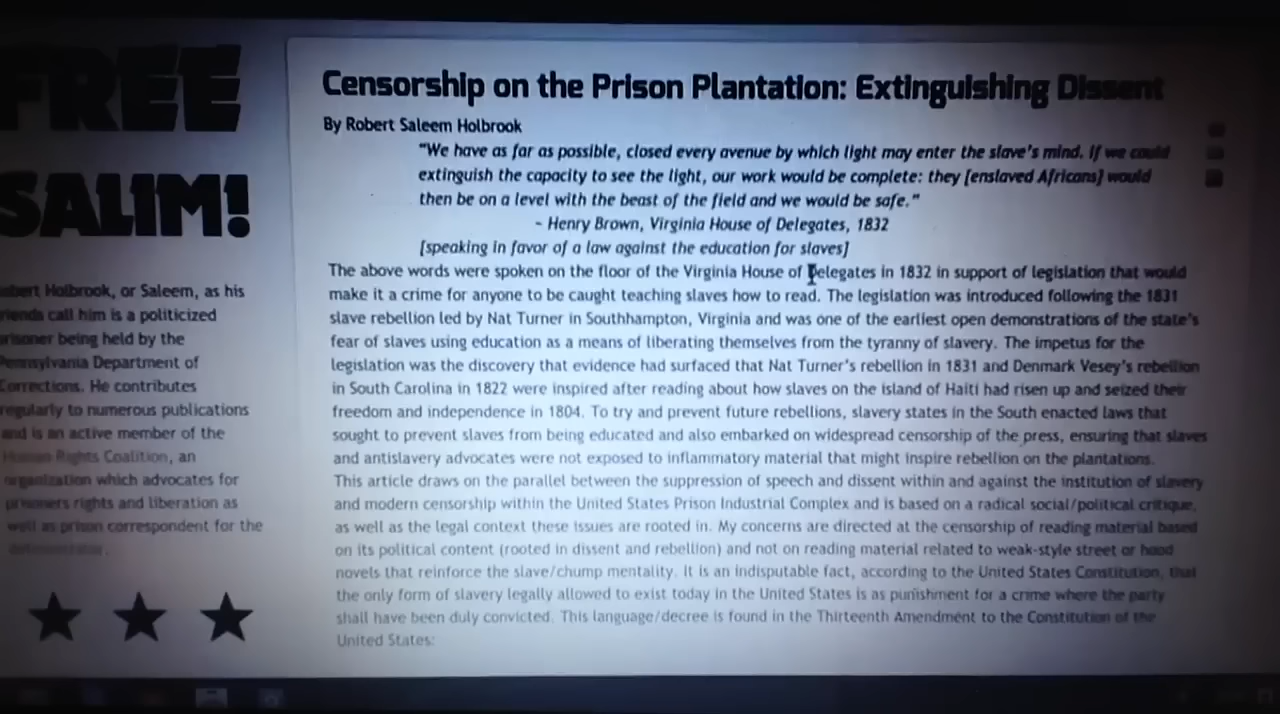 FREE
SALIM!
Robert Holbrook, or Saleem, as his
friends call him is a politicized
prisoner being held by the
Pennsylvania Department of
Corrections. He contributes
regularly to numerous publications
and is an active member of the
Human Rights Coalition, an
organization which advocates for
prisoners rights and liberation as
well as prison correspondent for the
Censorship on the Prison Plantation: Extinguishing Dissent
By Robert Saleem Holbrook
"We have as far as possible, closed every avenue by which light may enter the slave's mind. If we could
extinguish the capacity to see the light, our work would be complete: they [enslaved Africans] would
then be on a level with the beast of the field and we would be safe."
~ Henry Brown, Virginia House of Delegates, 1832
[speaking in favor of a law against the education for slaves]
The above words were spoken on the floor of the Virginia House of Delegates in 1832 in support of legislation that would
make it a crime for anyone to be caught teaching slaves how to read. The legislation was introduced following the 1831
slave rebellion led by Nat Turner in Southhampton, Virginia and was one of the earliest open demonstrations of the state's
fear of slaves using education as a means of liberating themselves from the tyranny of slavery. The impetus for the
legislation was the discovery that evidence had surfaced that Nat Turner's rebellion in 1831 and Denmark Vesey's rebellion
in South Carolina in 1822 were inspired after reading about how slaves on the island of Haiti had risen up and seized their
freedom and independence in 1804. To try and prevent future rebellions, slavery states in the South enacted laws that
sought to prevent slaves from being educated and also embarked on widespread censorship of the press, ensuring that slaves
and antislavery advocates were not exposed to inflammatory material that might inspire rebellion on the plantations.
This article draws on the parallel between the suppression of speech and dissent within and against the institution of slavery
and modern censorship within the United States Prison Industrial Complex and is based on a radical social/political critique,
as well as the legal context these issues are rooted in. My concerns are directed at the censorship of reading material based
on its political content (rooted in dissent and rebellion) and not on reading material related to weak-style street or hood
novels that reinforce the slave/chump mentality. It is an indisputable fact, according to the United States Constitution, that
the only form of slavery legally allowed to exist today in the United States is as punishment for a crime where the party
shall have been duly convicted. This language/decree is found in the Thirteenth Amendment to the Constitution of the
United States: